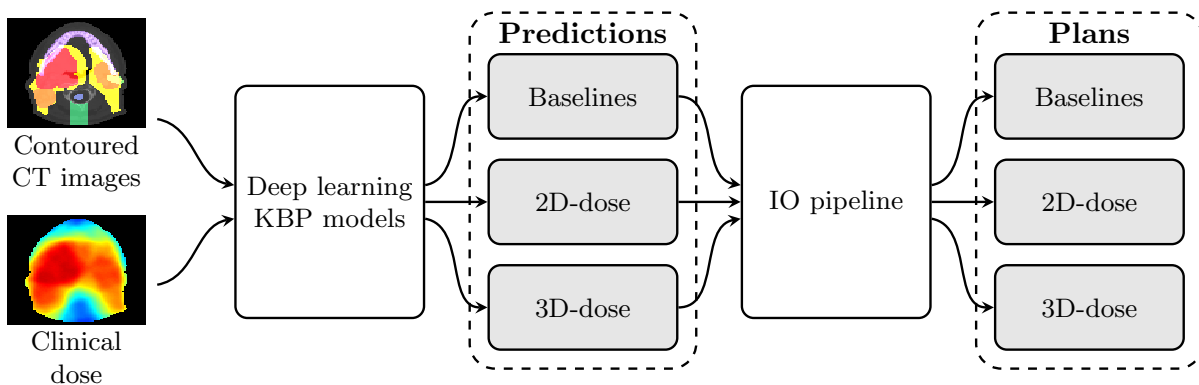 Contoured
CT images
Clinical
dose
Deep learning
KBP models
Predictions
Baselines
2D-dose
3D-dose
IO pipeline
Plans
Baselines
2D-dose
3D-dose